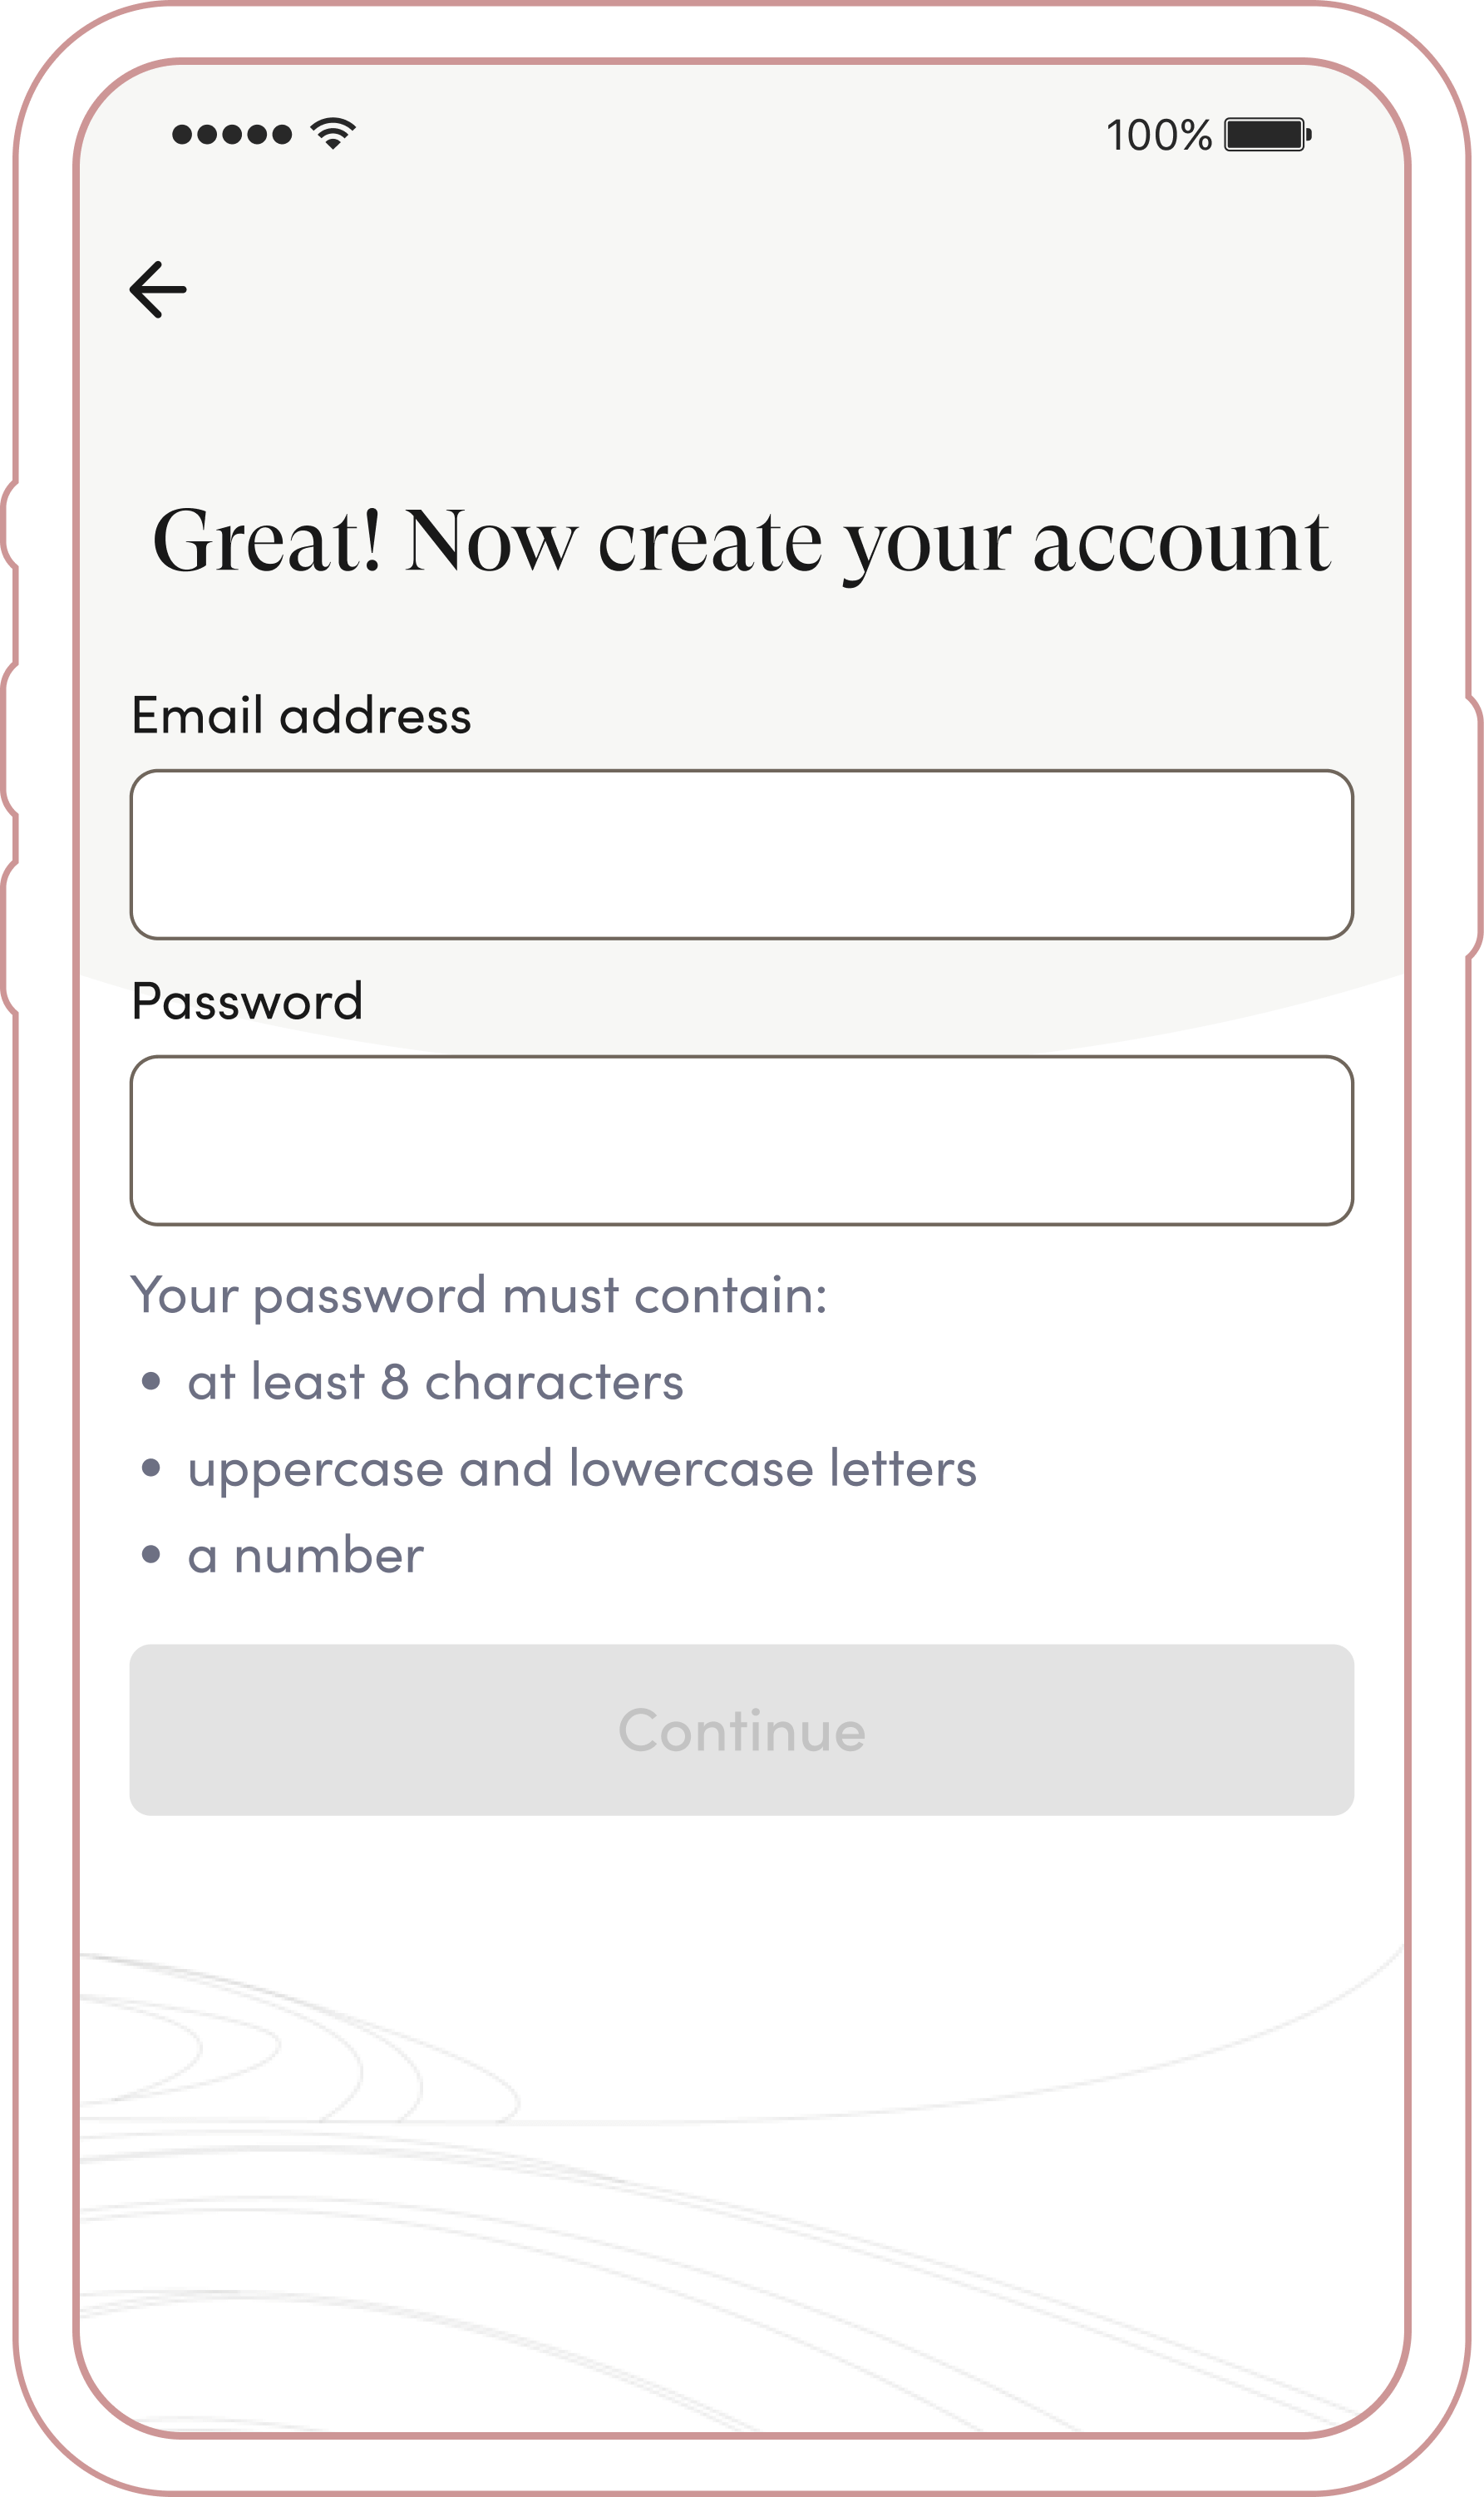 100%
Great! Now create your account
Email address
Password
Your password must contain:
• at least 8 characters
• uppercase and lowercase letters
• a number
Continue